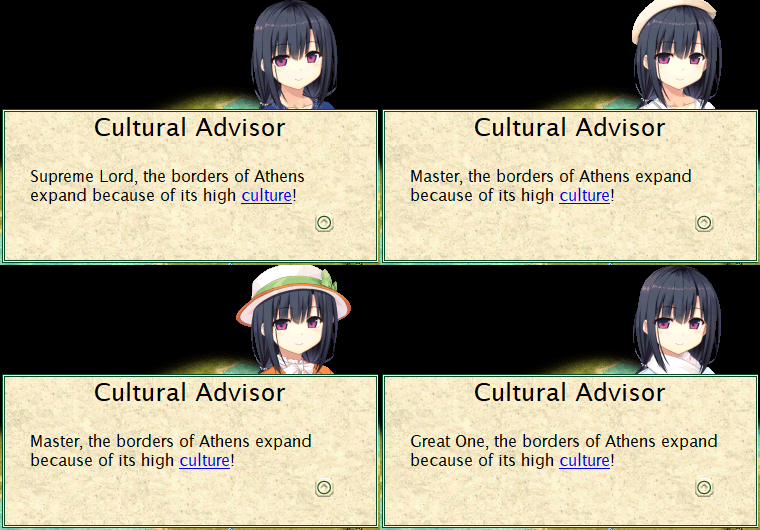 Cultural Advisor
Supreme Lord, the borders of Athens
expand because of its high culture!
Cultural Advisor
Master, the borders of Athens expand
because of its high culture!
Cultural Advisor
Master, the borders of Athens expand
because of its high culture!
Cultural Advisor
Great One, the borders of Athens expand
because of its high culture!